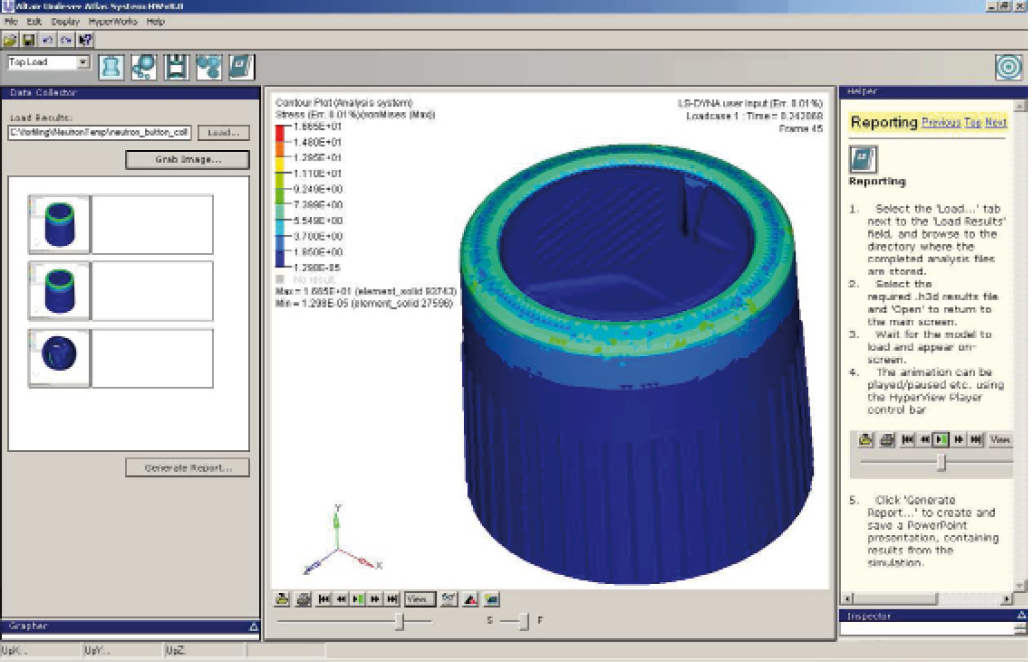 Altair Unilever Atlas System:HWv8.0
File Edit Display HyperWorks Help
Top Load
Data Collector
Load Results:
Load...
Grab Image...
Generate Report...
Grapher
Contour Plot(Analysis system)
Stress (Err. 0.01%)(vonMises (Max))
1.665E+01
1.480E+01
1.295E+01
1.110E+01
9.249E+00
7.399E+00
5.549E+00
3.700E+00
1.850E+00
1.298E-05
No result
Max = 1.665E+01 (element_solid 93743)
Min = 1.298E-05 (element_solid 27596)
LS-DYNA user input (Err. 0.01%)
Loadcase 1 : Time = 0.242068
Frame 45
Y
X
Z
View
S F
Helper
Reporting Previous Top Next
Reporting
1. Select the 'Load...' tab
next to the 'Load Results'
field, and browse to the
directory where the
completed analysis files
are stored.
2. Select the
required .h3d results file
and 'Open' to return to
the main screen.
3. Wait for the model to
load and appear on-
screen.
4. The animation can be
played/paused etc. using
the HyperView Player
control bar
View
5. Click 'Generate
Report...' to create and
save a PowerPoint
presentation, containing
results from the
simulation.
Inspector
UpX:.. UpY:.. UpZ: